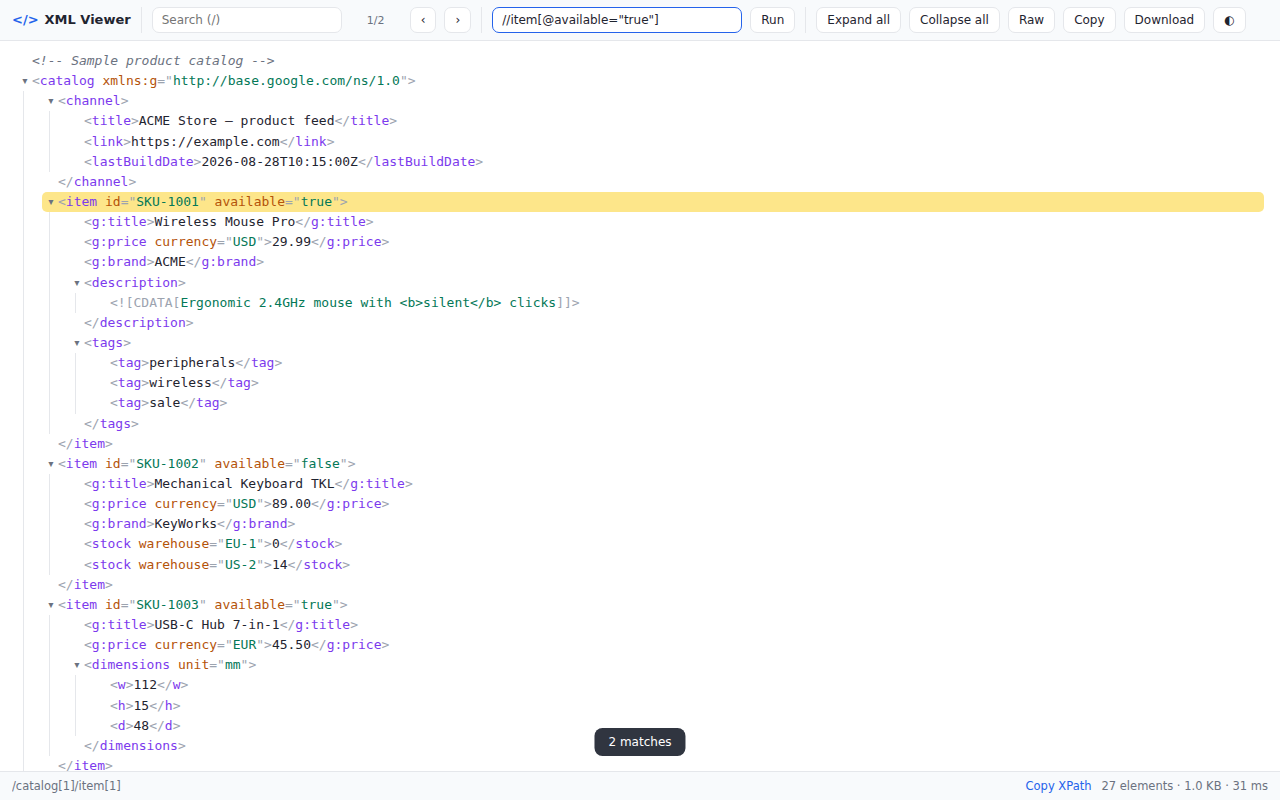 </> XML Viewer Search (/) 1/2 ‹ › //item[@available="true"] Run Expand all Collapse all Raw Copy Download ◐
<!-- Sample product catalog -->
▾ <catalog xmlns:g="http://base.google.com/ns/1.0">
▾ <channel>
<title>ACME Store — product feed</title>
<link>https://example.com</link>
<lastBuildDate>2026-08-28T10:15:00Z</lastBuildDate>
</channel>
▾ <item id="SKU-1001" available="true">
<g:title>Wireless Mouse Pro</g:title>
<g:price currency="USD">29.99</g:price>
<g:brand>ACME</g:brand>
▾ <description>
<![CDATA[Ergonomic 2.4GHz mouse with <b>silent</b> clicks]]>
</description>
▾ <tags>
<tag>peripherals</tag>
<tag>wireless</tag>
<tag>sale</tag>
</tags>
</item>
▾ <item id="SKU-1002" available="false">
<g:title>Mechanical Keyboard TKL</g:title>
<g:price currency="USD">89.00</g:price>
<g:brand>KeyWorks</g:brand>
<stock warehouse="EU-1">0</stock>
<stock warehouse="US-2">14</stock>
</item>
▾ <item id="SKU-1003" available="true">
<g:title>USB-C Hub 7-in-1</g:title>
<g:price currency="EUR">45.50</g:price>
▾ <dimensions unit="mm">
<w>112</w>
<h>15</h>
<d>48</d>
</dimensions>
</item>
2 matches
/catalog[1]/item[1] Copy XPath 27 elements · 1.0 KB · 31 ms